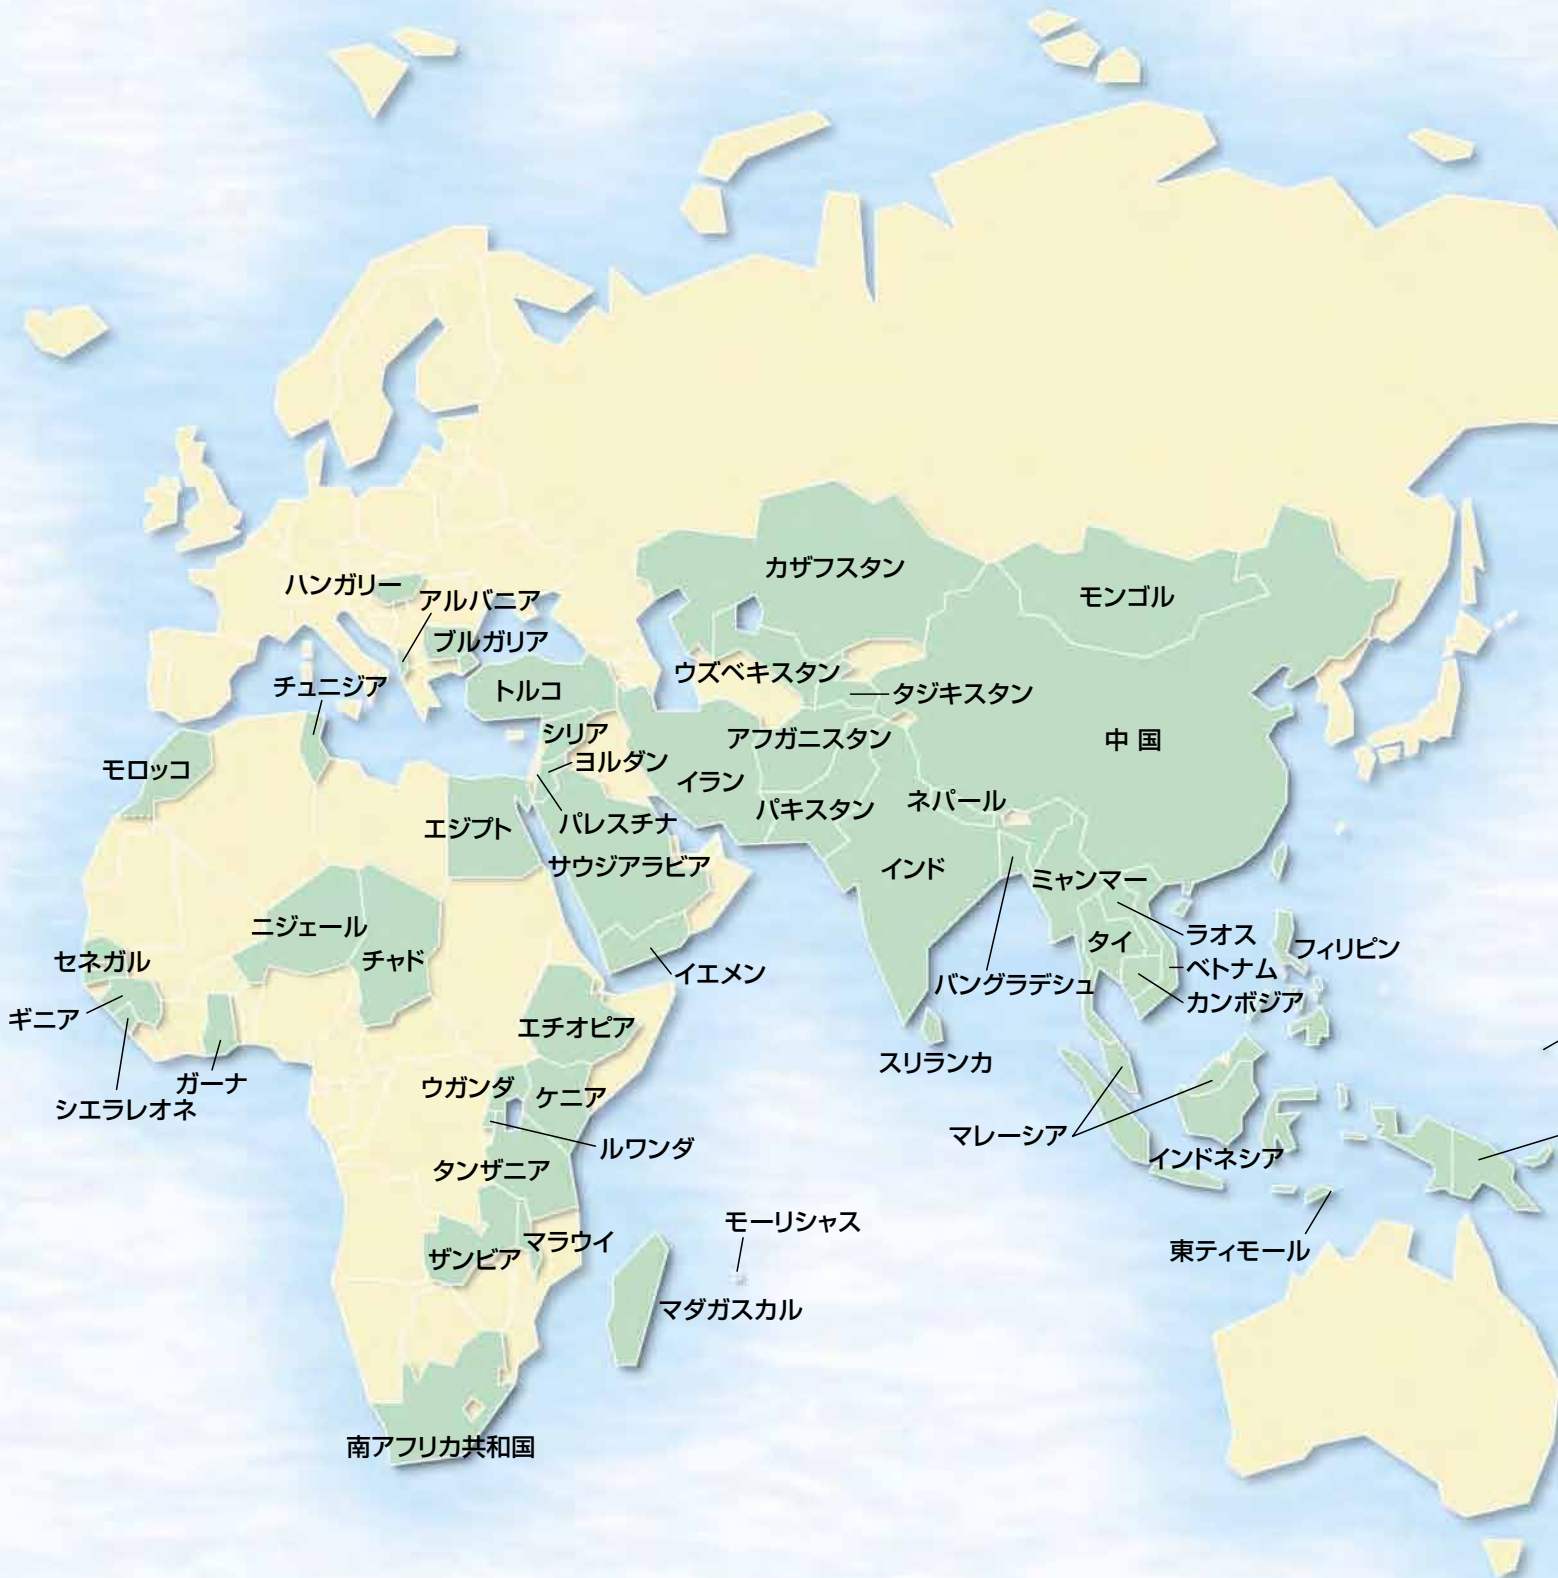 カザフスタン
ハンガリー
モンゴル
アルバニア
ブルガリア
ウズベキスタン
チュニジア
トルコ
タジキスタン
シリア
アフガニスタン
中 国
ヨルダン
モロッコ
イラン
ネパール
パキスタン
エジプト
パレスチナ
サウジアラビア
インド
ミャンマー
ニジェール
ラオス
タイ
フィリピン
セネガル
チャド
イエメン
ベトナム
バングラデシュ
カンボジア
ギニア
エチオピア
スリランカ
ガーナ
ウガンダ
ケニア
シエラレオネ
マレーシア
ルワンダ
インドネシア
タンザニア
モーリシャス
マラウイ
東ティモール
ザンビア
マダガスカル
南アフリカ共和国